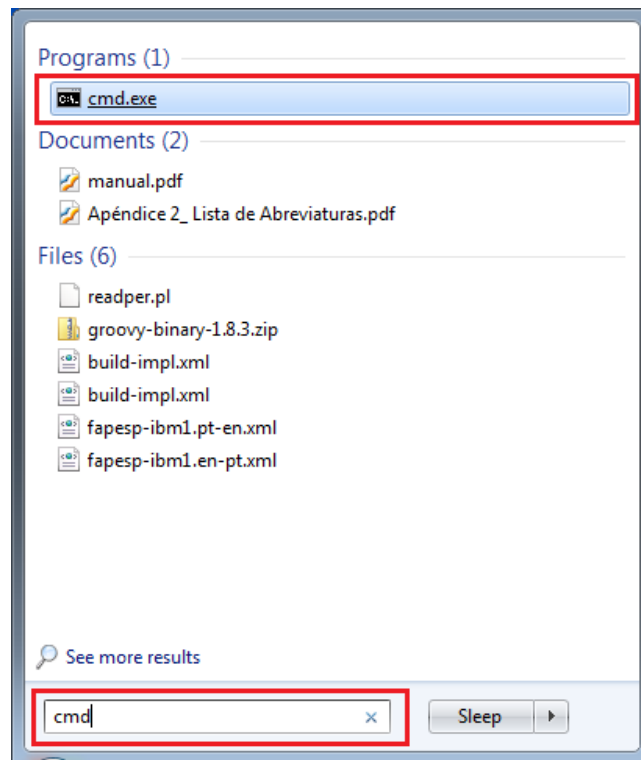 Programs (1)
cmd.exe
Documents (2)
manual.pdf
Apéndice 2_ Lista de Abreviaturas.pdf
Files (6)
readper.pl
groovy-binary-1.8.3.zip
build-impl.xml
build-impl.xml
fapesp-ibm1.pt-en.xml
fapesp-ibm1.en-pt.xml
See more results
cmd Sleep